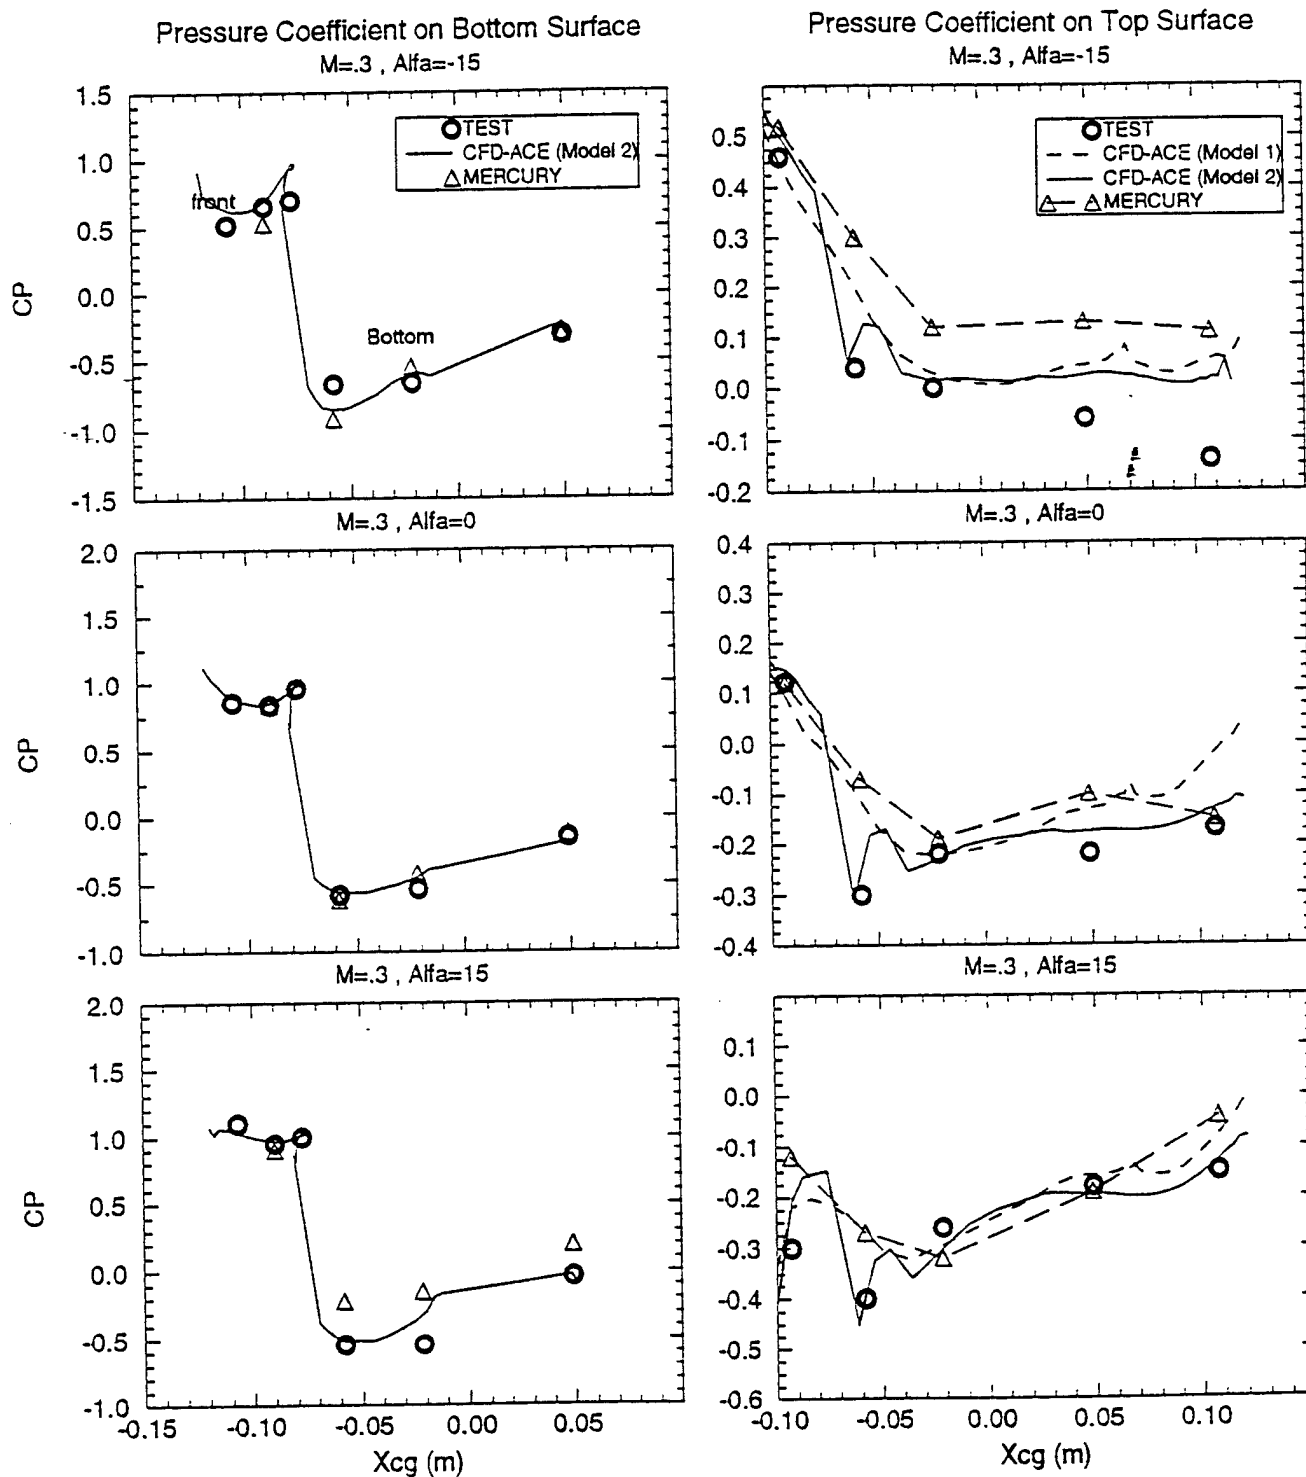 Pressure Coefficient on Bottom Surface
M=.3 , Alfa=-15
1.5
1.0
0.5
0.0
-0.5
-1.0
-1.5
CP
TEST
CFD-ACE (Model 2)
MERCURY
front
Bottom
Pressure Coefficient on Top Surface
M=.3 , Alfa=-15
0.5
0.4
0.3
0.2
0.1
0.0
-0.1
-0.2
TEST
CFD-ACE (Model 1)
CFD-ACE (Model 2)
MERCURY
M=.3 , Alfa=0
2.0
1.5
1.0
0.5
0.0
-0.5
-1.0
CP
M=.3 , Alfa=0
0.4
0.3
0.2
0.1
0.0
-0.1
-0.2
-0.3
-0.4
M=.3 , Alfa=15
2.0
1.5
1.0
0.5
0.0
-0.5
-1.0
CP
-0.15 -0.10 -0.05 0.00 0.05
Xcg (m)
M=.3 , Alfa=15
0.1
0.0
-0.1
-0.2
-0.3
-0.4
-0.5
-0.6
-0.10 -0.05 0.00 0.05 0.10
Xcg (m)